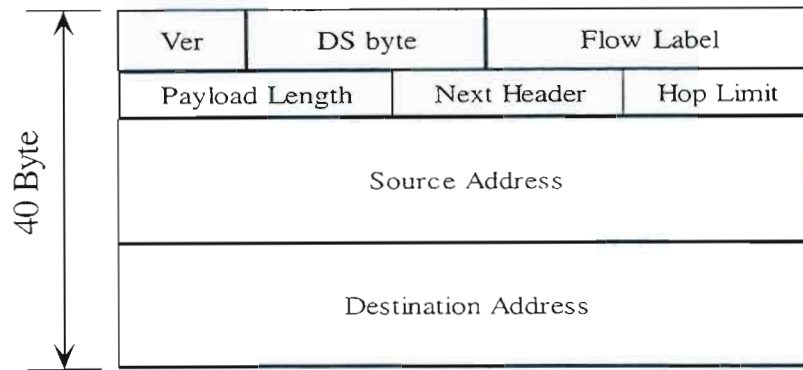 Ver DS byte Flow Label
Payload Length Next Header Hop Limit
Source Address
Destination Address
40 Byte